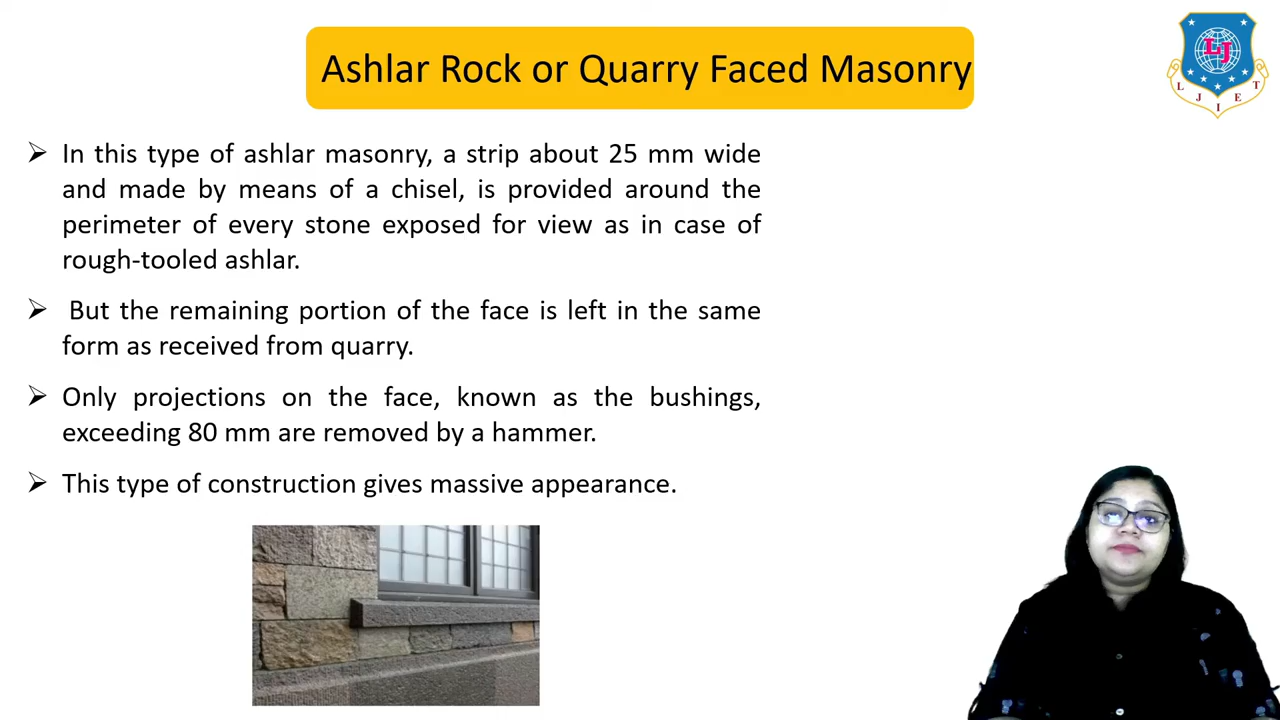 Ashlar Rock or Quarry Faced Masonry
LJ
L J I E T
In this type of ashlar masonry, a strip about 25 mm wide
and made by means of a chisel, is provided around the
perimeter of every stone exposed for view as in case of
rough-tooled ashlar.
But the remaining portion of the face is left in the same
form as received from quarry.
Only projections on the face, known as the bushings,
exceeding 80 mm are removed by a hammer.
This type of construction gives massive appearance.